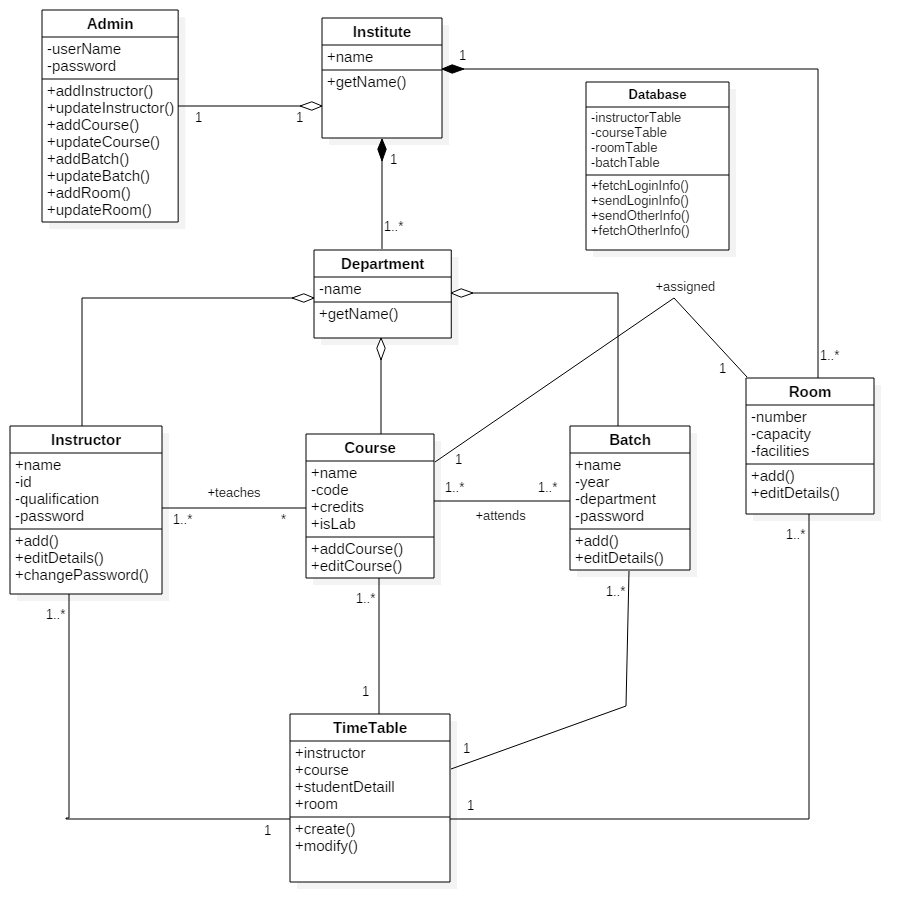 Admin
-userName
-password
+addInstructor()
+updateInstructor()
+addCourse()
+updateCourse()
+addBatch()
+updateBatch()
+addRoom()
+updateRoom()
1
1
Institute
+name
+getName()
1
1
1..*
Database
-instructorTable
-courseTable
-roomTable
-batchTable
+fetchLoginInfo()
+sendLoginInfo()
+sendOtherInfo()
+fetchOtherInfo()
Department
-name
+getName()
+assigned
1..*
1
1
Room
-number
-capacity
-facilities
+add()
+editDetails()
1..*
Instructor
+name
-id
-qualification
-password
+add()
+editDetails()
+changePassword()
1..*
+teaches
1..*
*
Course
+name
-code
+credits
+isLab
+addCourse()
+editCourse()
1..*
1..*
1..*
+attends
Batch
+name
-year
-department
-password
+add()
+editDetails()
1..*
1
TimeTable
+instructor
+course
+studentDetaill
+room
+create()
+modify()
1
1
1